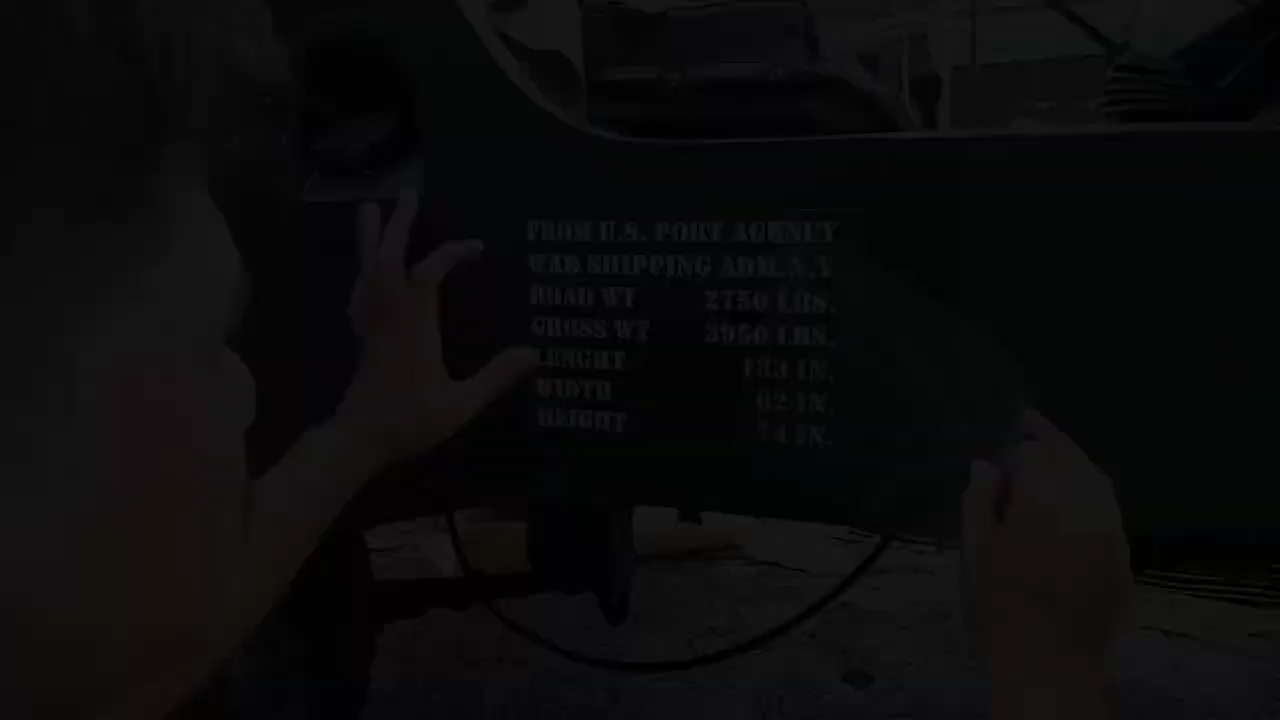 FROM U.S. PORT AGENCY
WAR SHIPPING ADM.N.Y
ROAD WT 2750 LBS.
GROSS WT 3950 LBS.
LENGHT 133 IN.
WIDTH 62 IN.
HEIGHT 74 IN.